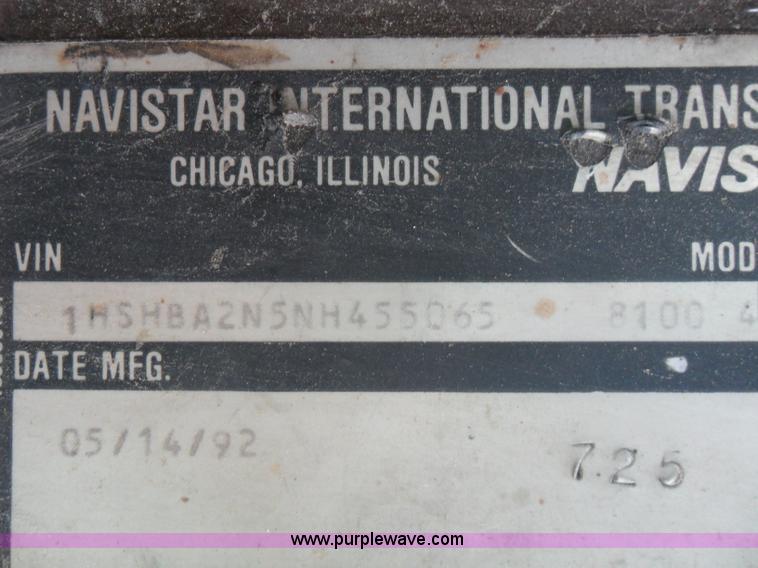 NAVISTAR INTERNATIONAL TRANS
CHICAGO, ILLINOIS NAVIS
VIN MOD
1HSHBA2N5NH455065 8100 4
DATE MFG.
05/14/92 725
www.purplewave.com